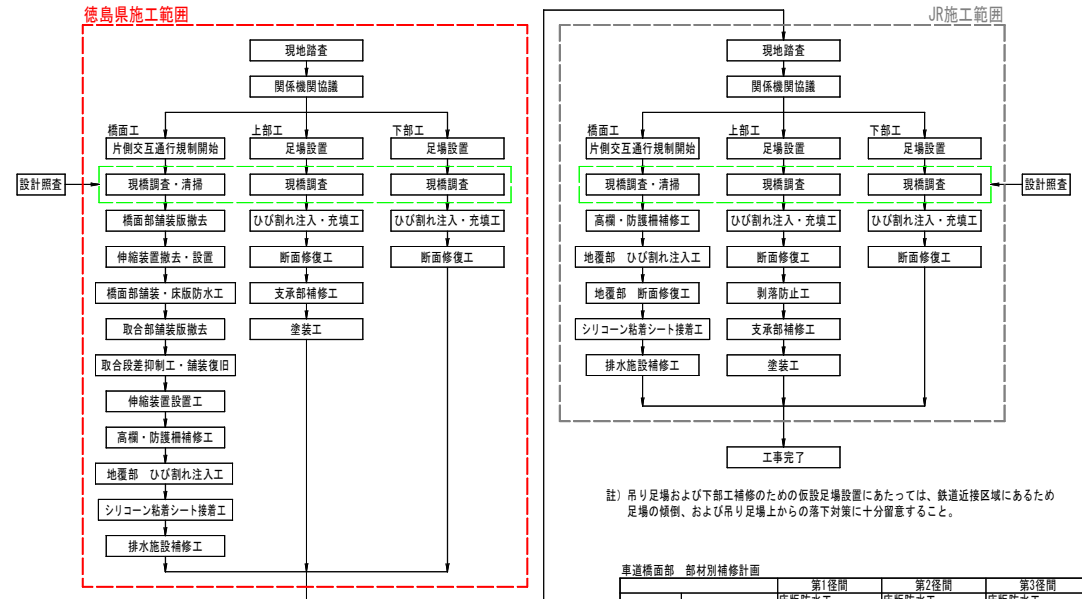 徳島県施工範囲
現地踏査
関係機関協議
橋面工
片側交互通行規制開始
現橋調査・清掃
橋面部舗装版撤去
伸縮装置撤去・設置
橋面部舗装・床版防水工
取合部舗装版撤去
取合段差抑制工・舗装復旧
伸縮装置設置工
高欄・防護柵補修工
地覆部 ひび割れ注入工
シリコーン粘着シート接着工
排水施設補修工
上部工
足場設置
現橋調査
ひび割れ注入・充填工
断面修復工
支承部補修工
塗装工
下部工
足場設置
現橋調査
ひび割れ注入・充填工
断面修復工
設計照査
JR施工範囲
現地踏査
関係機関協議
橋面工
片側交互通行規制開始
現橋調査・清掃
高欄・防護柵補修工
地覆部 ひび割れ注入工
地覆部 断面修復工
シリコーン粘着シート接着工
排水施設補修工
上部工
足場設置
現橋調査
ひび割れ注入・充填工
断面修復工
剥落防止工
支承部補修工
塗装工
下部工
足場設置
現橋調査
ひび割れ注入・充填工
断面修復工
設計照査
工事完了
註）吊り足場および下部工補修のための仮設足場設置にあたっては、鉄道近接区域にあるため
足場の傾倒、および吊り足場上からの落下対策に十分留意すること。
車道橋面部 部材別補修計画
第1径間 第2径間 第3径間
床版防水工 床版防水工 床版防水工